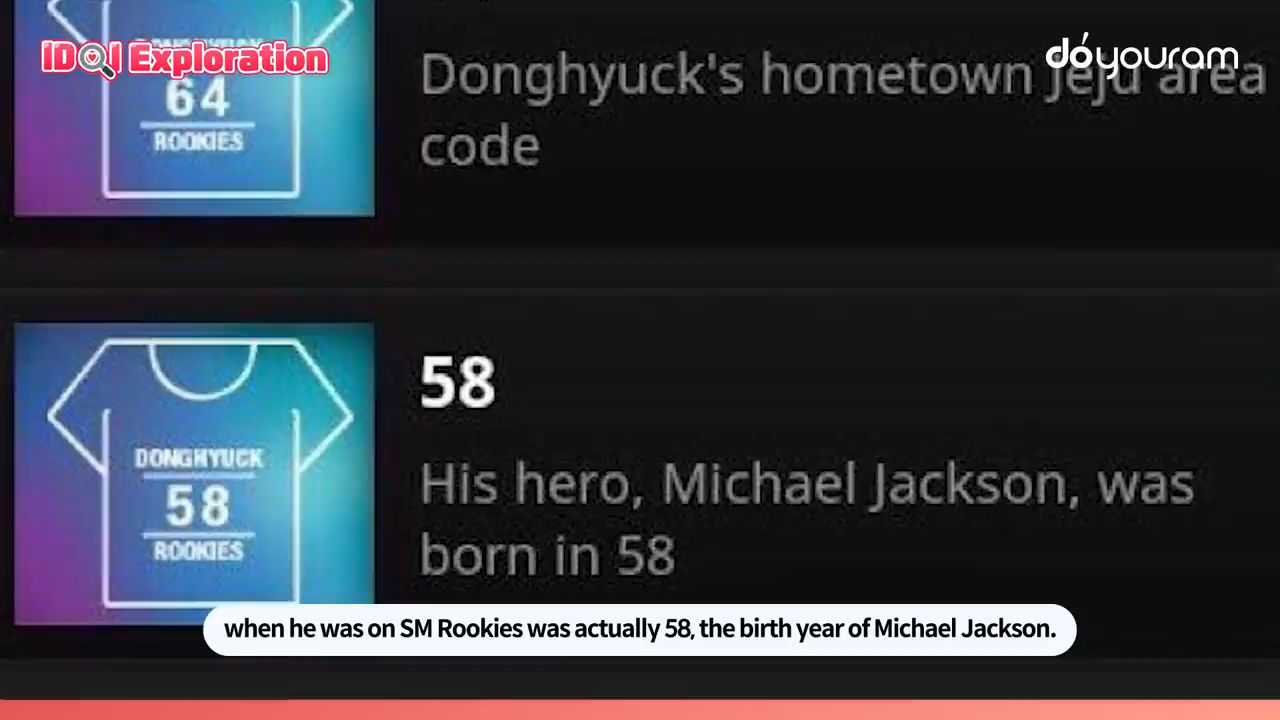 IDOL Exploration
dóyouram
64
ROOKIES
Donghyuck's hometown Jeju area
code
DONGHYUCK
58
ROOKIES
58
His hero, Michael Jackson, was
born in 58
when he was on SM Rookies was actually 58, the birth year of Michael Jackson.